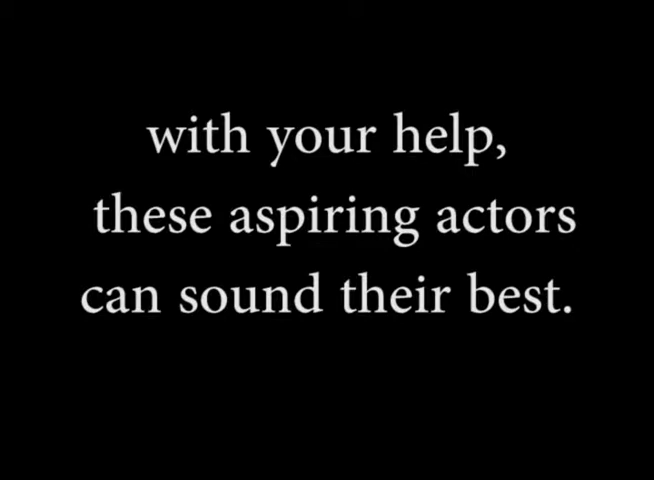 with your help,
these aspiring actors
can sound their best.